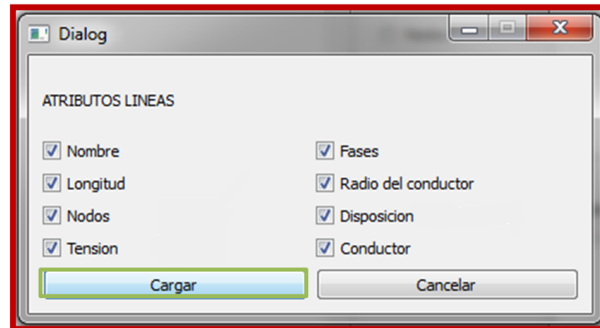 Dialog
ATRIBUTOS LINEAS
Nombre
Fases
Longitud
Radio del conductor
Nodos
Disposicion
Tension
Conductor
Cargar
Cancelar